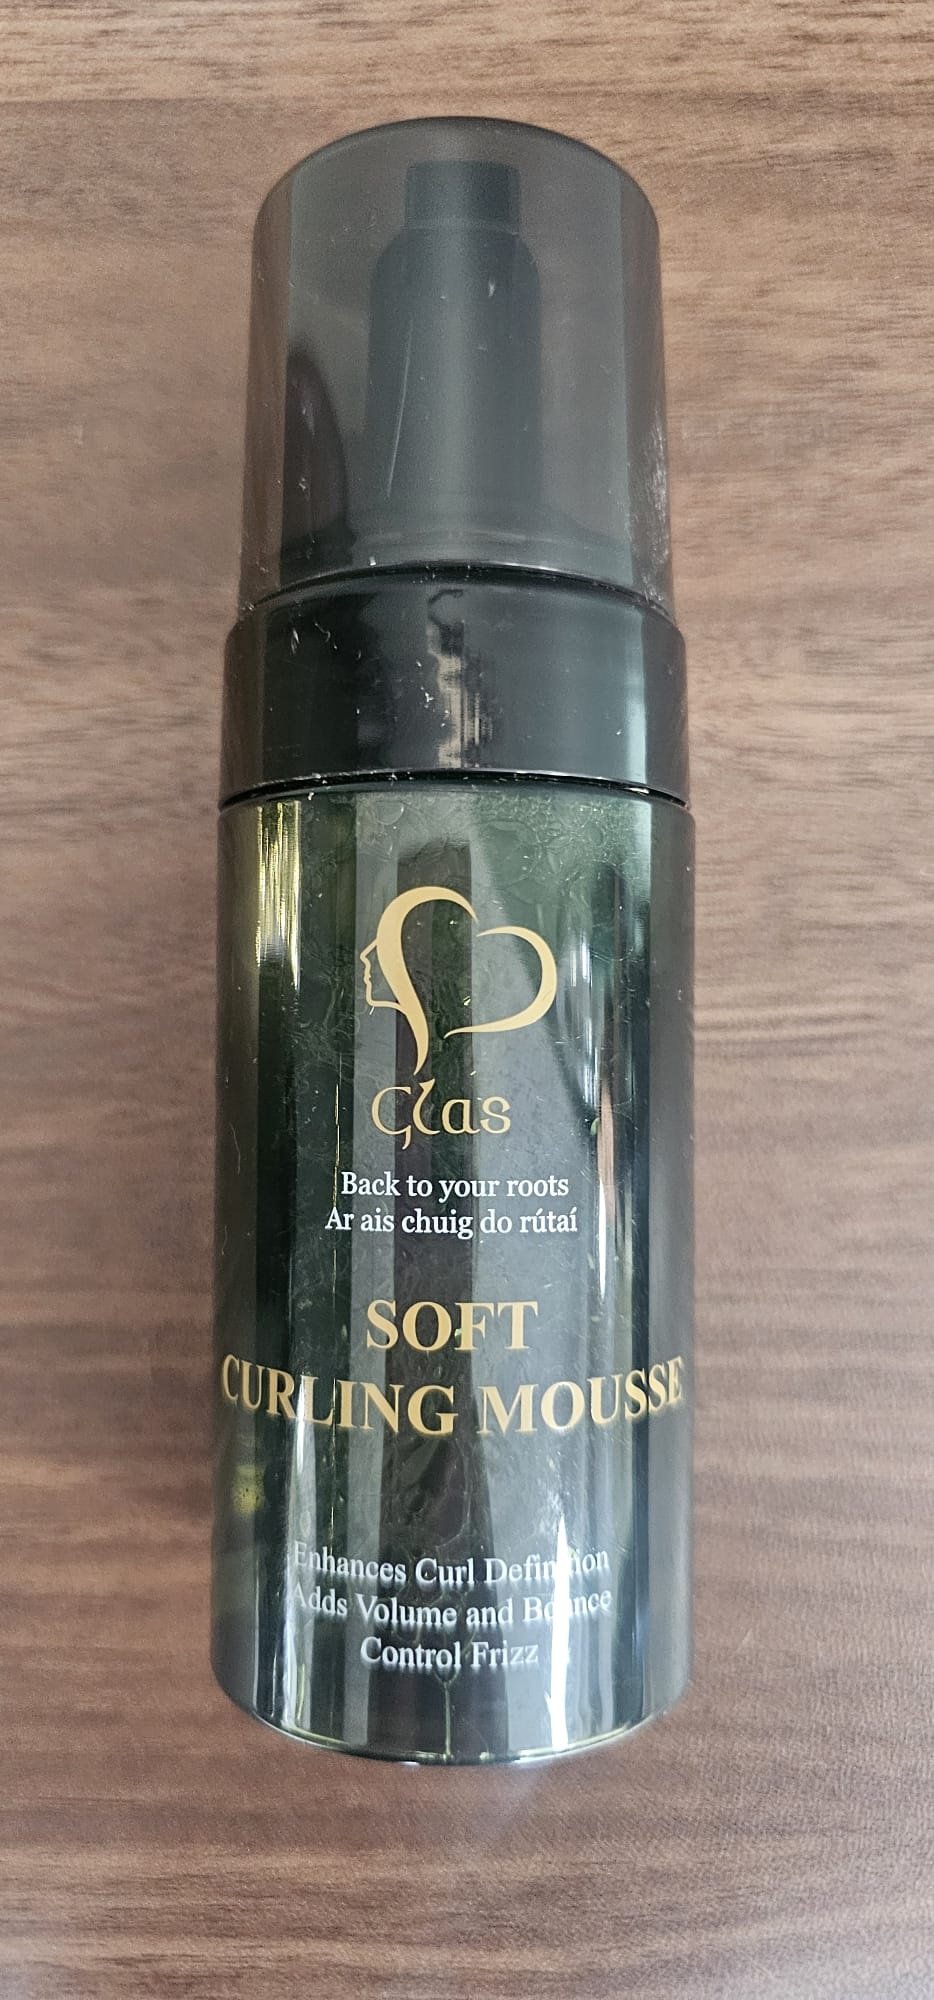 Glas
Back to your roots
Ar ais chuig do rútaí
SOFT
CURLING MOUSSE
Enhances Curl Definition
Adds Volume and Bounce
Control Frizz